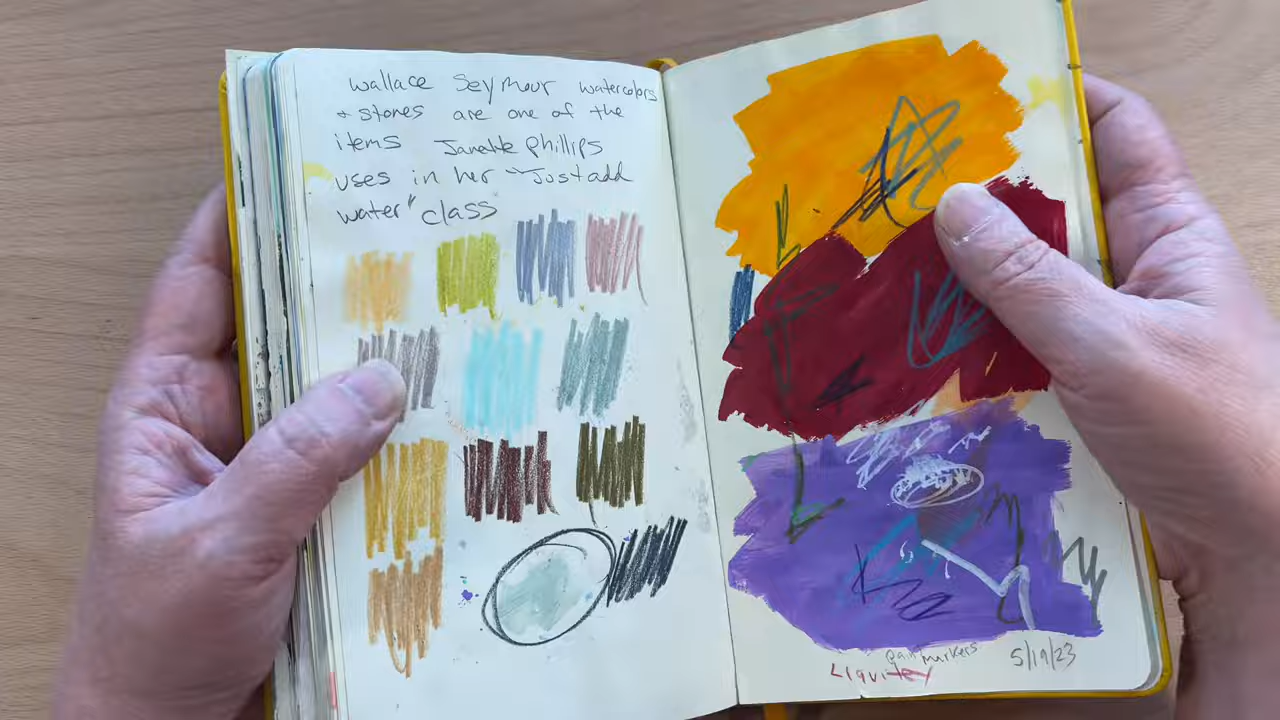 Wallace Seymour watercolors
+ stones are one of the
items Janette Phillips
uses in her "Just add
water" class
paint markers
Liquitey
5/19/23